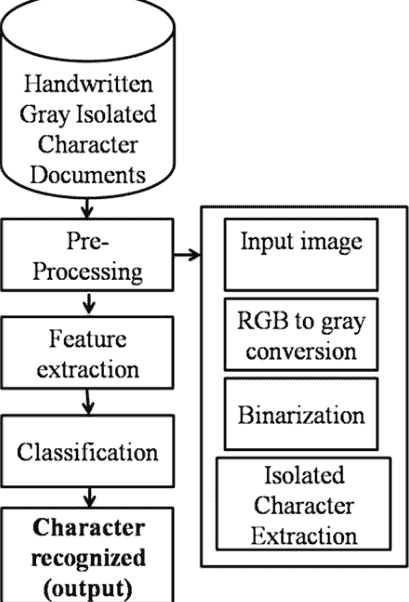 Handwritten
Gray Isolated
Character
Documents
Pre-
Processing
Feature
extraction
Classification
Character
recognized
(output)
Input image
RGB to gray
conversion
Binarization
Isolated
Character
Extraction